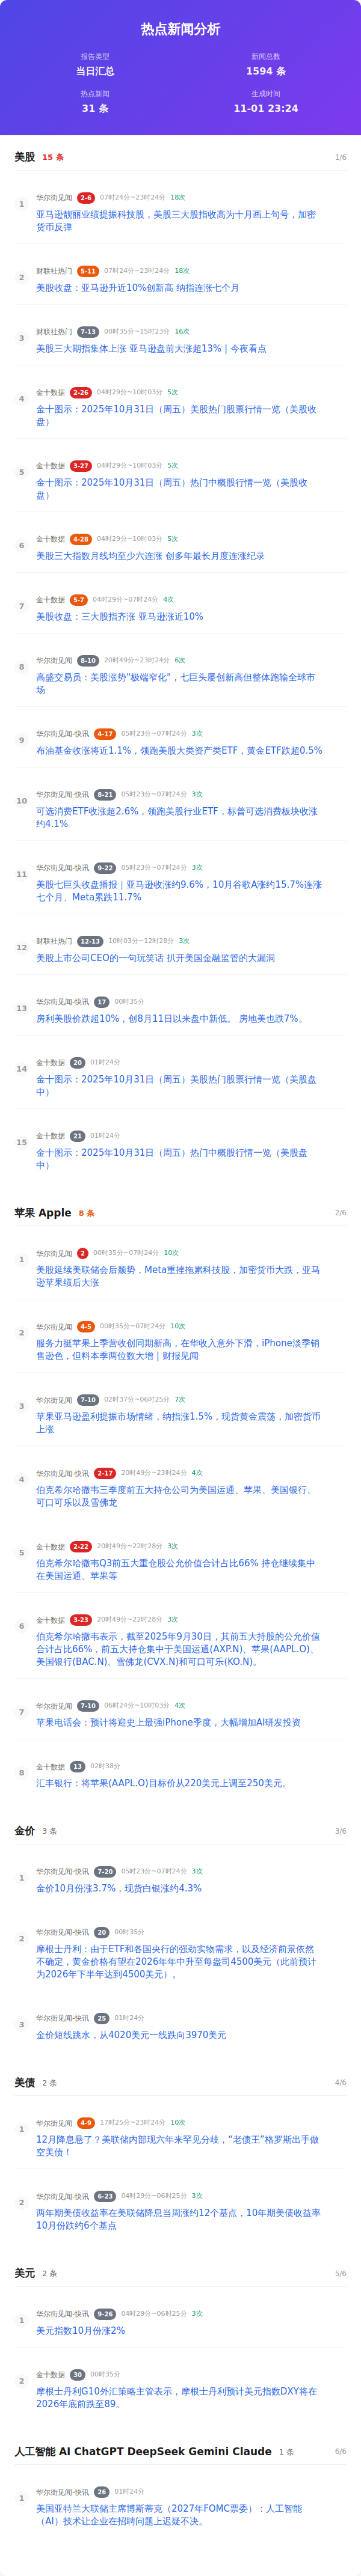 热点新闻分析
报告类型
当日汇总
新闻总数
1594 条
热点新闻
31 条
生成时间
11-01 23:24
美股 15 条 1/6
1
华尔街见闻 2-6 07时24分~23时24分 18次
亚马逊靓丽业绩提振科技股，美股三大股指收高为十月画上句号，加密
货币反弹
2
财联社热门 5-11 07时24分~23时24分 18次
美股收盘：亚马逊升近10%创新高 纳指连涨七个月
3
财联社热门 7-13 00时35分~15时23分 16次
美股三大期指集体上涨 亚马逊盘前大涨超13% | 今夜看点
4
金十数据 2-26 04时29分~10时03分 5次
金十图示：2025年10月31日（周五）美股热门股票行情一览（美股收
盘）
5
金十数据 3-27 04时29分~10时03分 5次
金十图示：2025年10月31日（周五）热门中概股行情一览（美股收
盘）
6
金十数据 4-28 04时29分~10时03分 5次
美股三大指数月线均至少六连涨 创多年最长月度连涨纪录
7
金十数据 5-7 04时29分~07时24分 4次
美股收盘：三大股指齐涨 亚马逊涨近10%
8
华尔街见闻 8-10 20时49分~23时24分 6次
高盛交易员：美股涨势"极端窄化"，七巨头屡创新高但整体跑输全球市
场
9
华尔街见闻-快讯 4-17 05时23分~07时24分 3次
布油基金收涨将近1.1%，领跑美股大类资产类ETF，黄金ETF跌超0.5%
10
华尔街见闻-快讯 8-21 05时23分~07时24分 3次
可选消费ETF收涨超2.6%，领跑美股行业ETF，标普可选消费板块收涨
约4.1%
11
华尔街见闻-快讯 9-22 05时23分~07时24分 3次
美股七巨头收盘播报｜亚马逊收涨约9.6%，10月谷歌A涨约15.7%连涨
七个月、Meta累跌11.7%
12
财联社热门 12-13 10时03分~12时28分 3次
美股上市公司CEO的一句玩笑话 扒开美国金融监管的大漏洞
13
华尔街见闻-快讯 17 00时35分
房利美股价跌超10%，创8月11日以来盘中新低。 房地美也跌7%。
14
金十数据 20 01时24分
金十图示：2025年10月31日（周五）美股热门股票行情一览（美股盘
中）
15
金十数据 21 01时24分
金十图示：2025年10月31日（周五）热门中概股行情一览（美股盘
中）
苹果 Apple 8 条 2/6
1
华尔街见闻 2 00时35分~07时24分 10次
美股延续美联储会后颓势，Meta重挫拖累科技股，加密货币大跌，亚马
逊苹果绩后大涨
2
华尔街见闻 4-5 00时35分~07时24分 10次
服务力挺苹果上季营收创同期新高，在华收入意外下滑，iPhone淡季销
售逊色，但料本季两位数大增 | 财报见闻
3
华尔街见闻 7-10 02时37分~06时25分 7次
苹果亚马逊盈利提振市场情绪，纳指涨1.5%，现货黄金震荡，加密货币
上涨
4
华尔街见闻-快讯 2-17 20时49分~23时24分 4次
伯克希尔哈撒韦三季度前五大持仓公司为美国运通、苹果、美国银行、
可口可乐以及雪佛龙
5
金十数据 2-22 20时49分~22时28分 3次
伯克希尔哈撒韦Q3前五大重仓股公允价值合计占比66% 持仓继续集中
在美国运通、苹果等
6
金十数据 3-23 20时49分~22时28分 3次
伯克希尔哈撒韦表示，截至2025年9月30日，其前五大持股的公允价值
合计占比66%，前五大持仓集中于美国运通(AXP.N)、苹果(AAPL.O)、
美国银行(BAC.N)、雪佛龙(CVX.N)和可口可乐(KO.N)。
7
华尔街见闻 7-10 06时24分~10时03分 4次
苹果电话会：预计将迎史上最强iPhone季度，大幅增加AI研发投资
8
金十数据 13 02时38分
汇丰银行：将苹果(AAPL.O)目标价从220美元上调至250美元。
金价 3 条 3/6
1
华尔街见闻-快讯 7-20 05时23分~07时24分 3次
金价10月份涨3.7%，现货白银涨约4.3%
2
华尔街见闻-快讯 20 00时35分
摩根士丹利：由于ETF和各国央行的强劲实物需求，以及经济前景依然
不确定，黄金价格有望在2026年年中升至每盎司4500美元（此前预计
为2026年下半年达到4500美元）。
3
华尔街见闻-快讯 25 01时24分
金价短线跳水，从4020美元一线跌向3970美元
美债 2 条 4/6
1
华尔街见闻 4-9 17时25分~23时24分 10次
12月降息悬了？美联储内部现六年来罕见分歧，"老债王"格罗斯出手做
空美债！
2
华尔街见闻-快讯 6-23 04时29分~06时25分 3次
两年期美债收益率在美联储降息当周涨约12个基点，10年期美债收益率
10月份跌约6个基点
美元 2 条 5/6
1
华尔街见闻-快讯 9-26 04时29分~06时25分 3次
美元指数10月份涨2%
2
金十数据 30 00时35分
摩根士丹利G10外汇策略主管表示，摩根士丹利预计美元指数DXY将在
2026年底前跌至89。
人工智能 AI ChatGPT DeepSeek Gemini Claude 1 条 6/6
1
华尔街见闻-快讯 26 01时24分
美国亚特兰大联储主席博斯蒂克（2027年FOMC票委）：人工智能
（AI）技术让企业在招聘问题上迟疑不决。